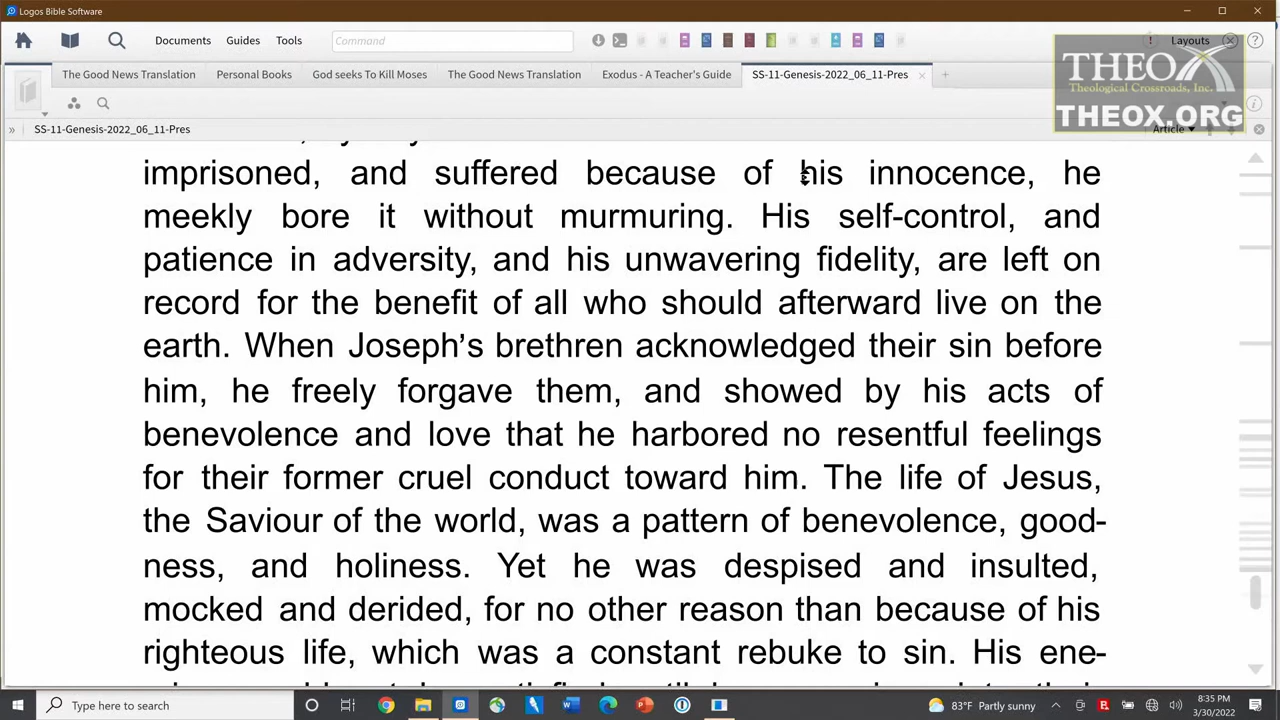 Logos Bible Software
Documents Guides Tools Command Layouts
The Good News Translation Personal Books God seeks To Kill Moses The Good News Translation Exodus - A Teacher's Guide SS-11-Genesis-2022_06_11-Pres
THEOX
Theological Crossroads, Inc.
THEOX.ORG
SS-11-Genesis-2022_06_11-Pres Article
imprisoned, and suffered because of his innocence, he
meekly bore it without murmuring. His self-control, and
patience in adversity, and his unwavering fidelity, are left on
record for the benefit of all who should afterward live on the
earth. When Joseph’s brethren acknowledged their sin before
him, he freely forgave them, and showed by his acts of
benevolence and love that he harbored no resentful feelings
for their former cruel conduct toward him. The life of Jesus,
the Saviour of the world, was a pattern of benevolence, good-
ness, and holiness. Yet he was despised and insulted,
mocked and derided, for no other reason than because of his
righteous life, which was a constant rebuke to sin. His ene-
Type here to search 83°F Partly sunny 8:35 PM
3/30/2022